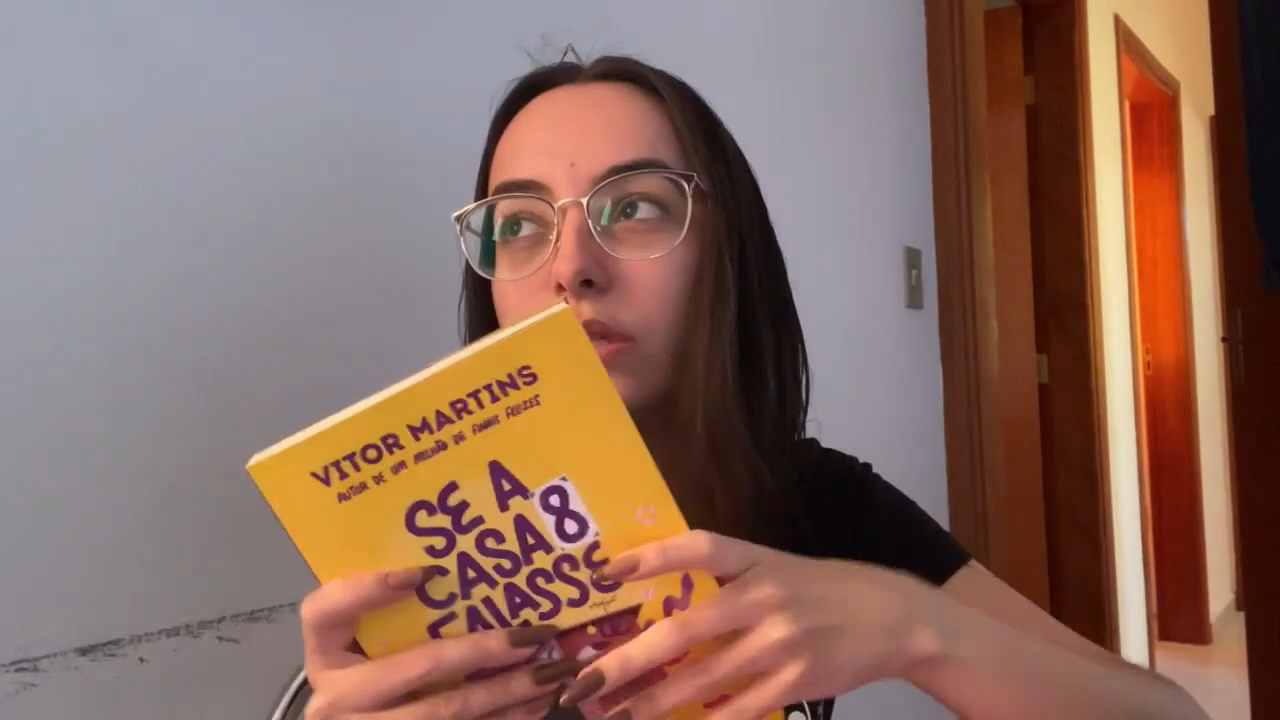 VITOR MARTINS
AUTOR DE UM MILHÃO DE FINAIS FELIZES
SE A
CASA 8
FALASSE